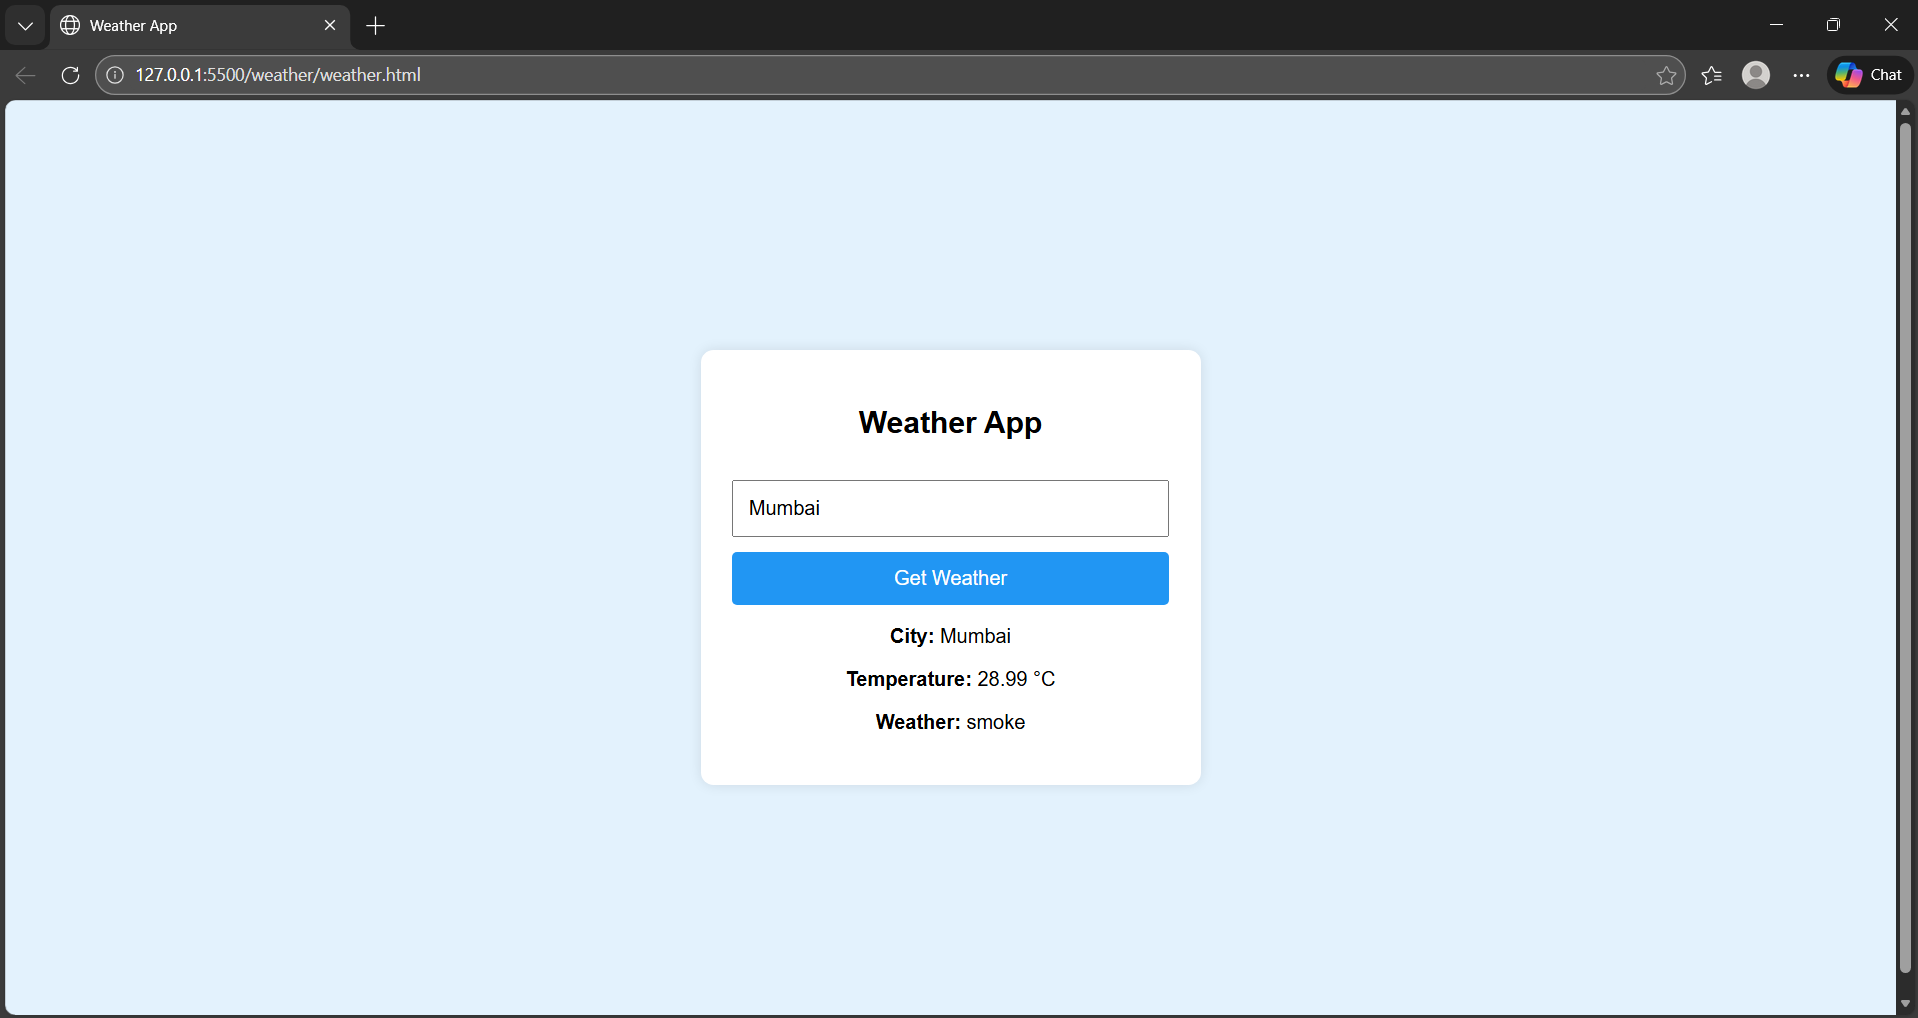 Weather App
127.0.0.1:5500/weather/weather.html
Chat
Weather App
Mumbai
Get Weather
City: Mumbai
Temperature: 28.99 °C
Weather: smoke